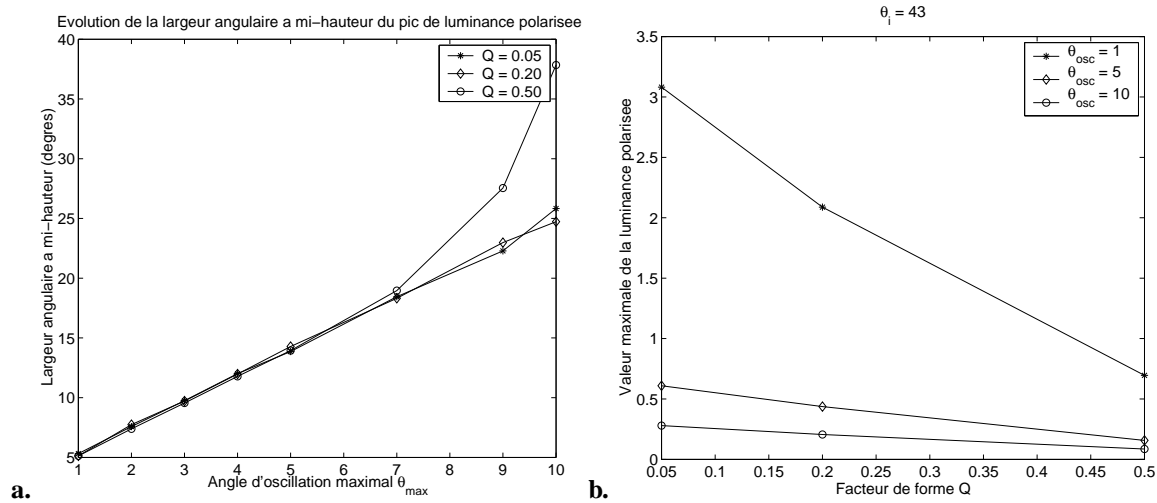 Evolution de la largeur angulaire a mi−hauteur du pic de luminance polarisee
40
35
30
25
20
15
10
5
Largeur angulaire a mi−hauteur (degres)
Q = 0.05
Q = 0.20
Q = 0.50
1 2 3 4 5 6 7 8 9 10
Angle d'oscillation maximal θmax
a.
θi = 43
3.5
3
2.5
2
1.5
1
0.5
0
Valeur maximale de la luminance polarisee
θosc = 1
θosc = 5
θosc = 10
0.05 0.1 0.15 0.2 0.25 0.3 0.35 0.4 0.45 0.5
Facteur de forme Q
b.